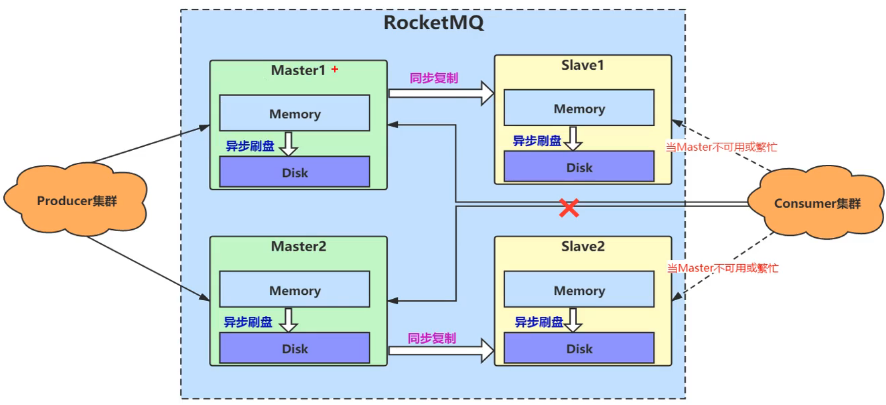 RocketMQ
Master1 +
同步复制
Slave1
Memory
Memory
异步刷盘
异步刷盘
当Master不可用或繁忙
Disk
Disk
Producer集群
Consumer集群
Master2
Slave2
当Master不可用或繁忙
Memory
Memory
异步刷盘
异步刷盘
同步复制
Disk
Disk